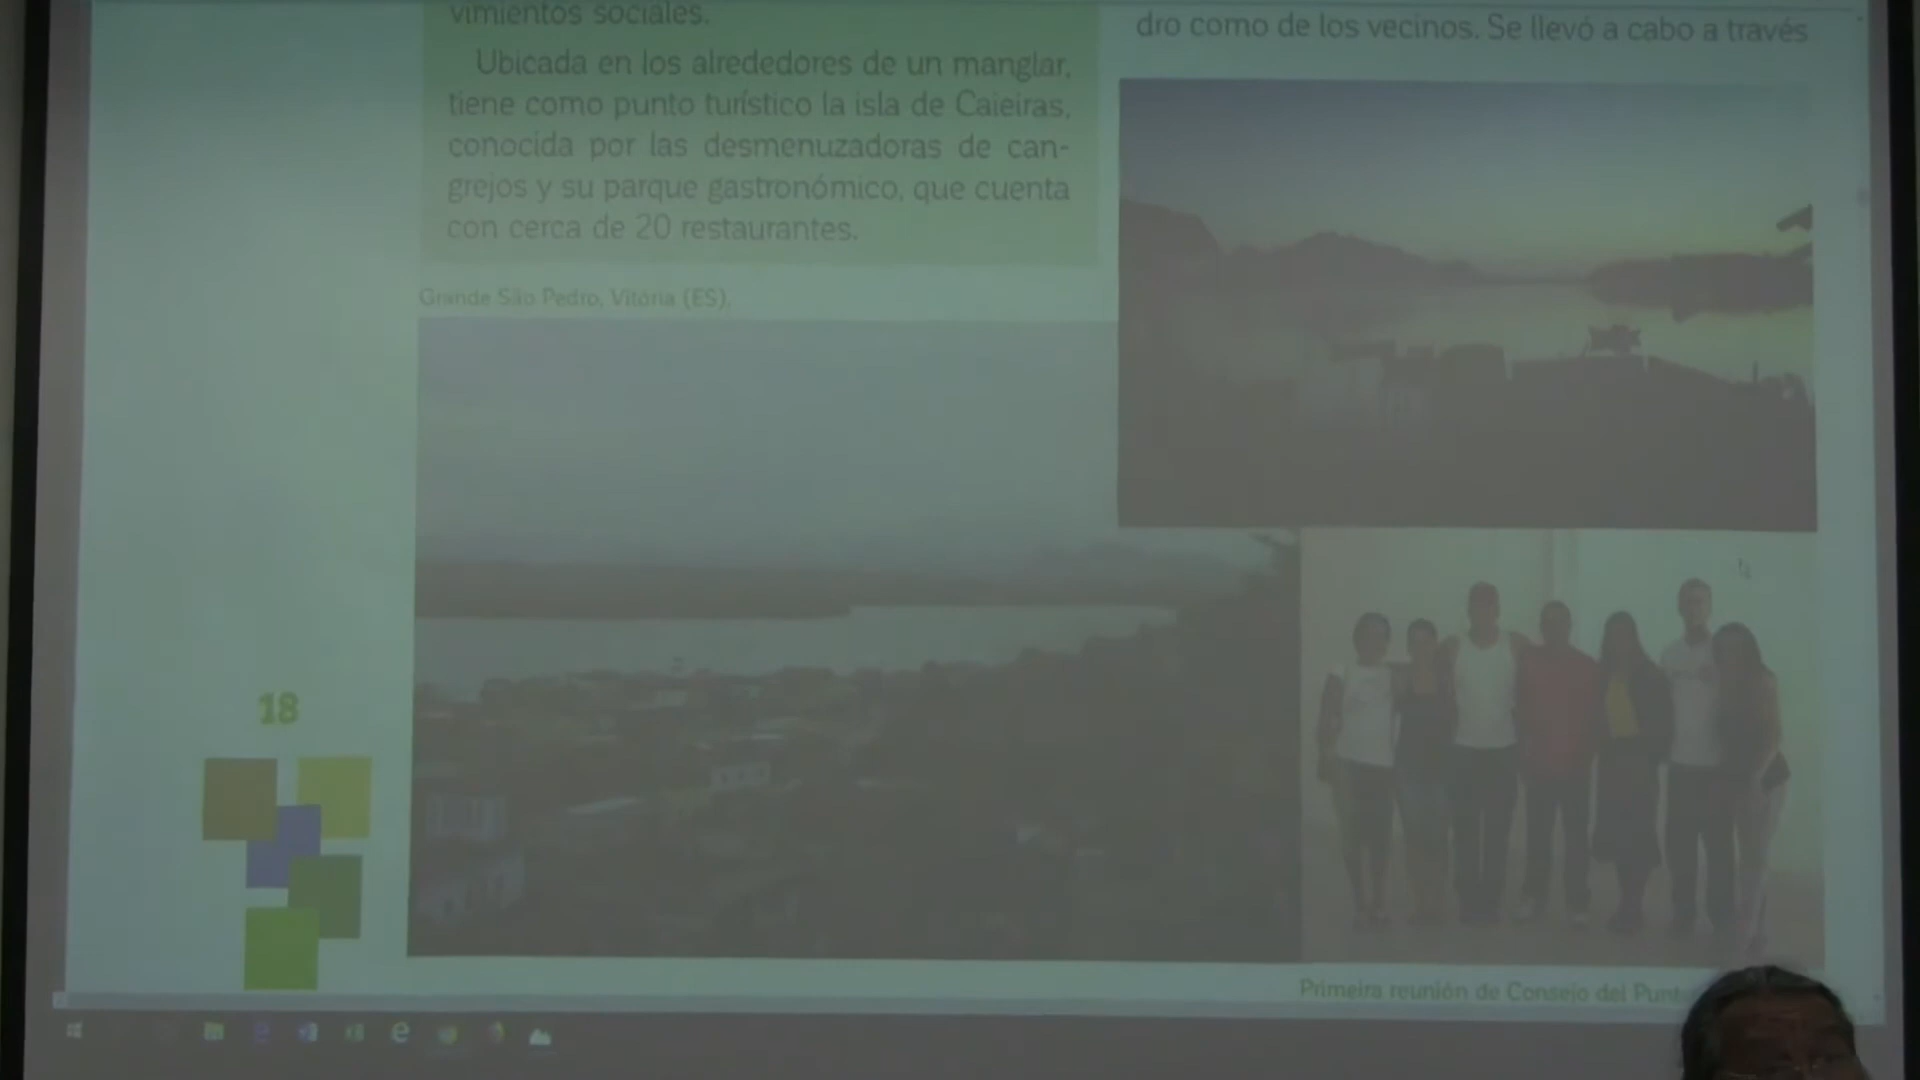 vimientos sociales.
Ubicada en los alrededores de un manglar,
tiene como punto turístico la isla de Caieiras,
conocida por las desmenuzadoras de can-
grejos y su parque gastronómico, que cuenta
con cerca de 20 restaurantes.
Grande São Pedro, Vitória (ES).
18
dro como de los vecinos. Se llevó a cabo a través
Primeira reunión de Consejo del Punt